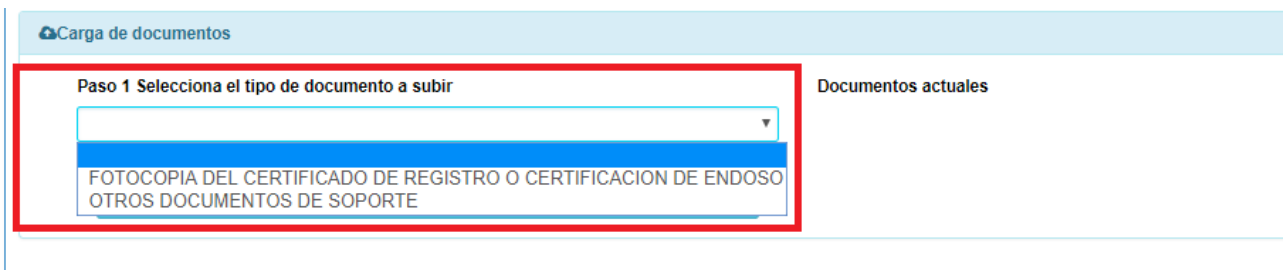 Carga de documentos
Paso 1 Selecciona el tipo de documento a subir
Documentos actuales
FOTOCOPIA DEL CERTIFICADO DE REGISTRO O CERTIFICACION DE ENDOSO
OTROS DOCUMENTOS DE SOPORTE